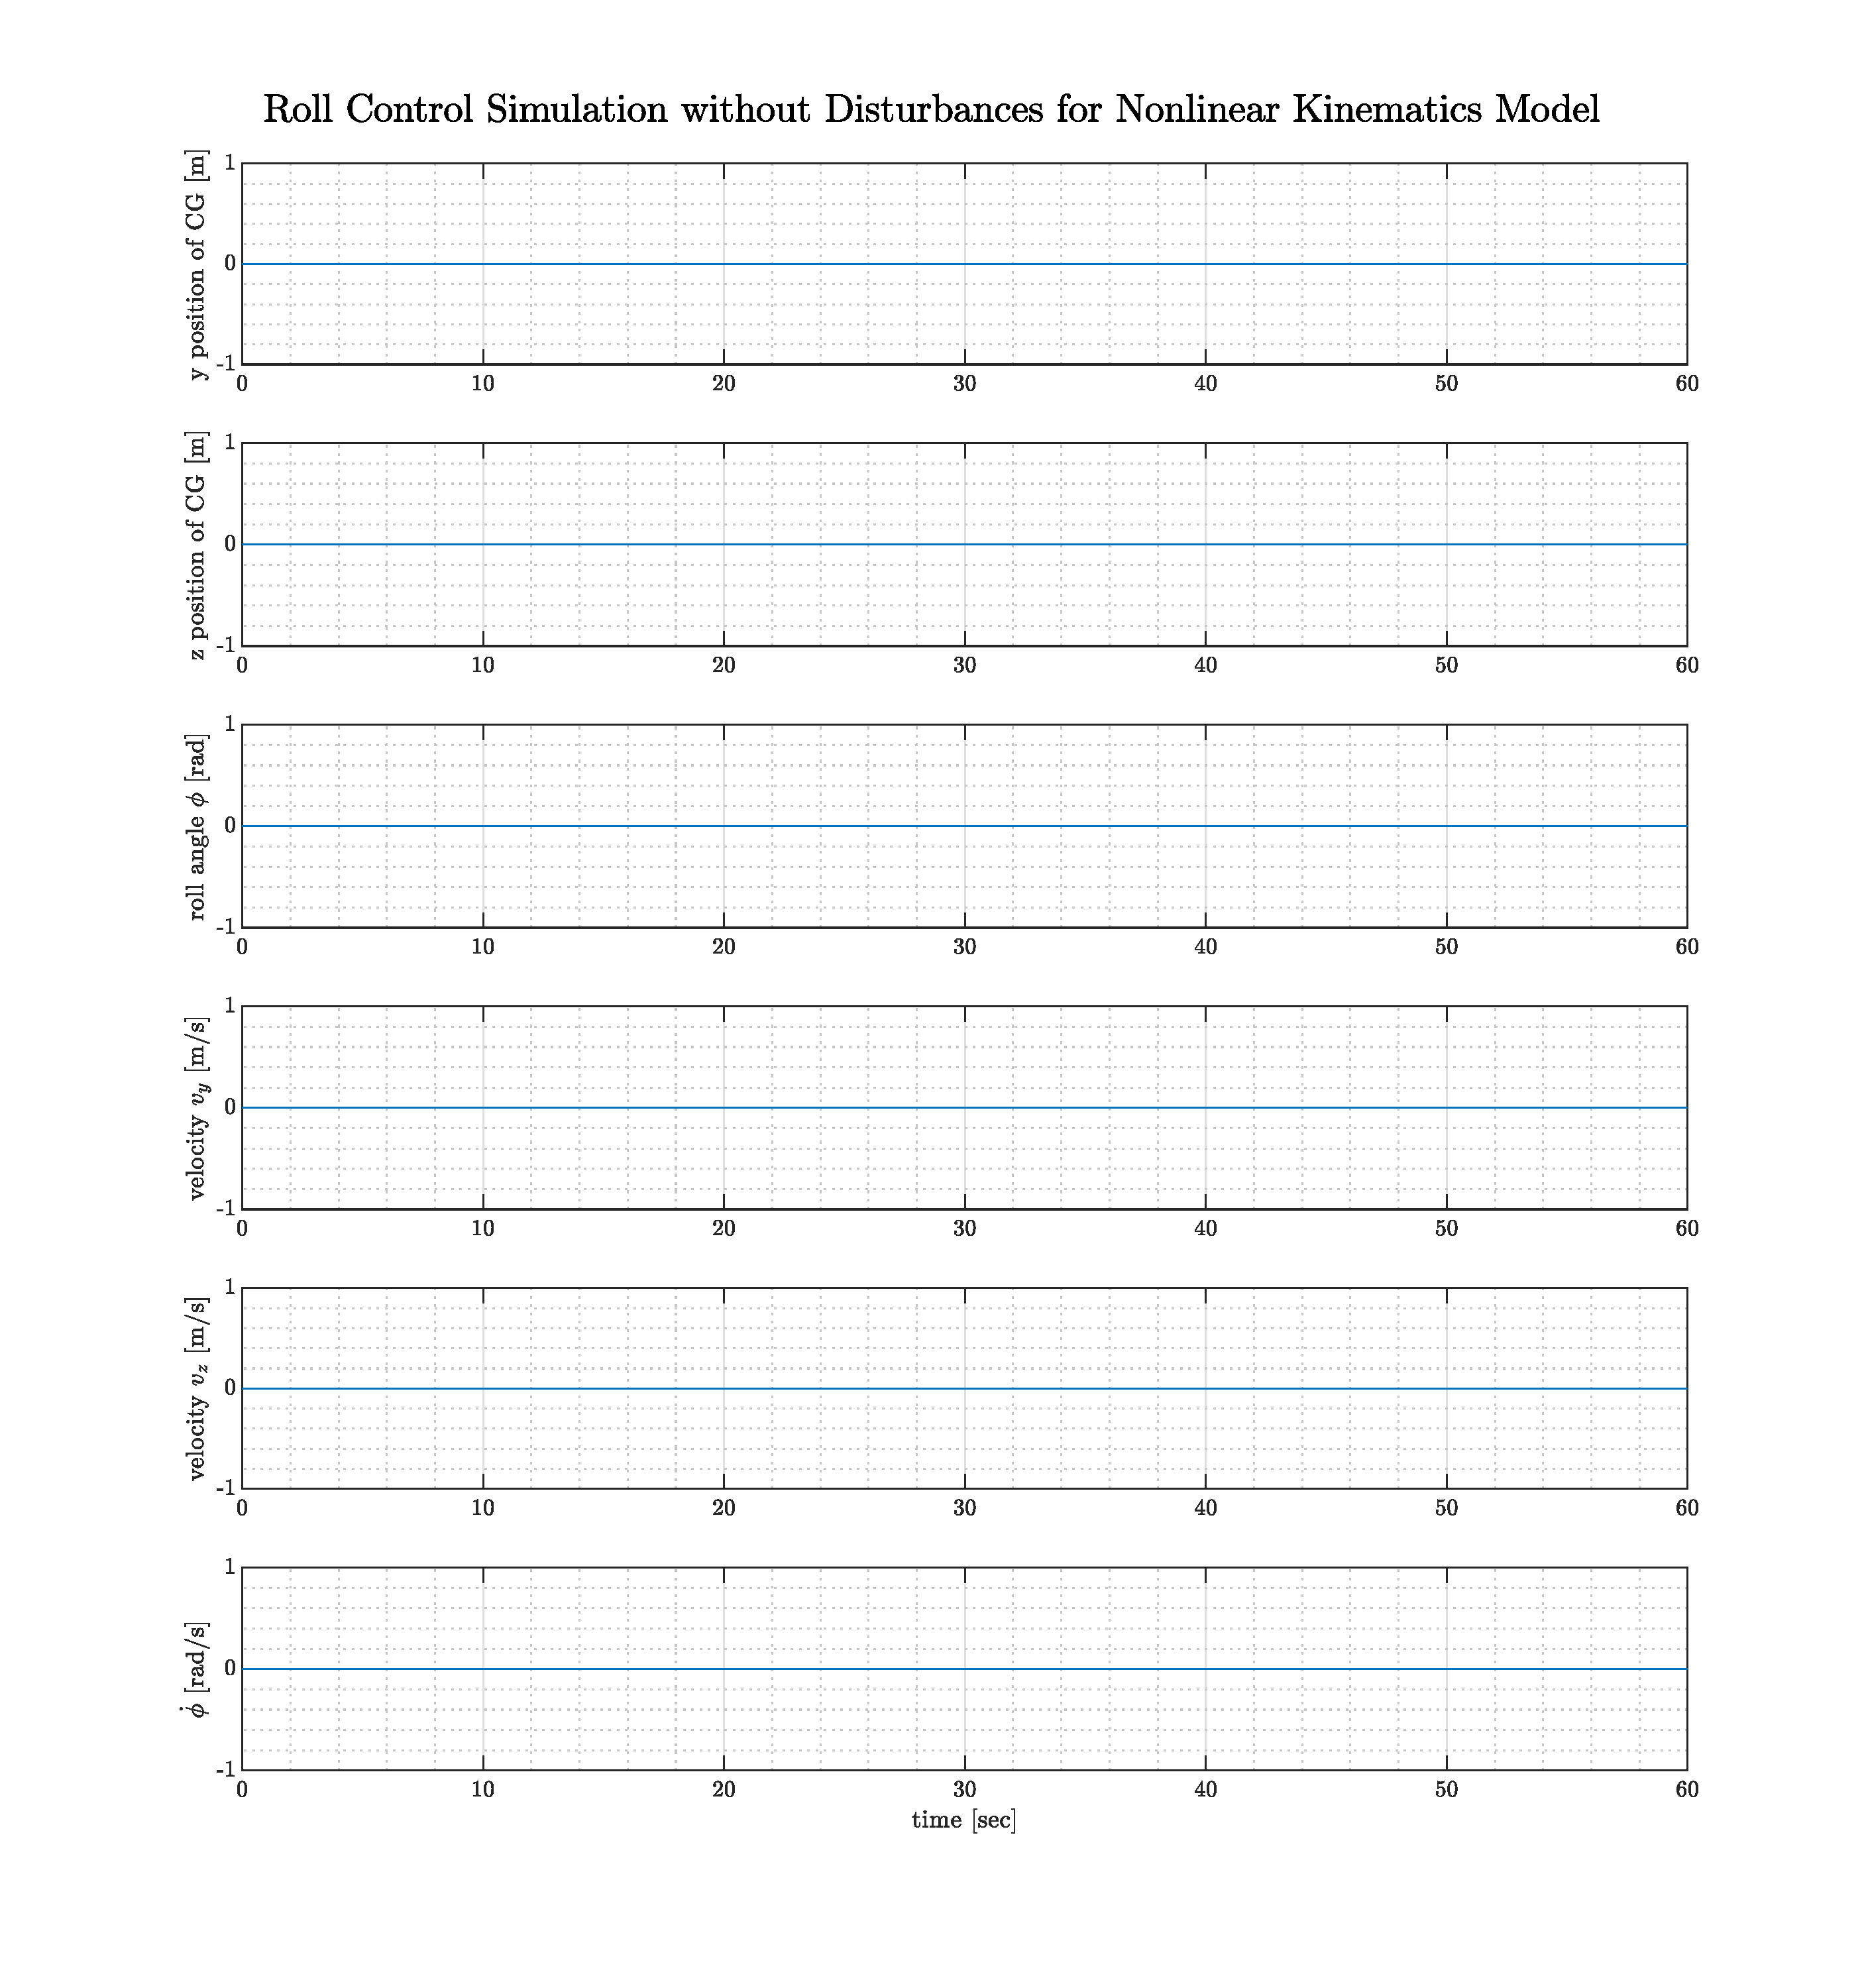 Roll Control Simulation without Disturbances for Nonlinear Kinematics Model
y position of CG [m]
1
0
-1
0 10 20 30 40 50 60
z position of CG [m]
1
0
-1
0 10 20 30 40 50 60
roll angle ϕ [rad]
1
0
-1
0 10 20 30 40 50 60
velocity v_y [m/s]
1
0
-1
0 10 20 30 40 50 60
velocity v_z [m/s]
1
0
-1
0 10 20 30 40 50 60
ϕ̇ [rad/s]
1
0
-1
0 10 20 30 40 50 60
time [sec]